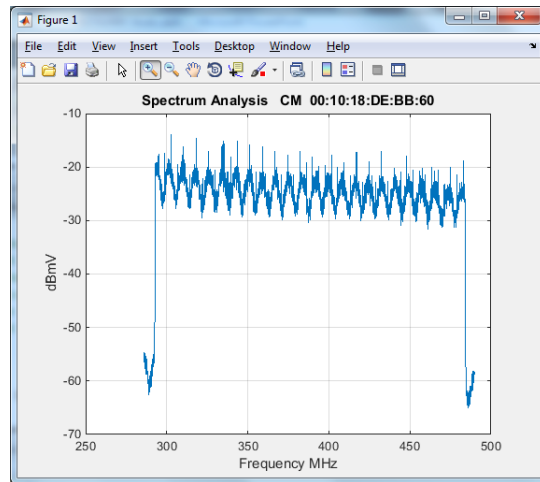 Figure 1
File Edit View Insert Tools Desktop Window Help
Spectrum Analysis CM 00:10:18:DE:BB:60
-10
-20
-30
-40
-50
-60
-70
dBmV
250 300 350 400 450 500
Frequency MHz